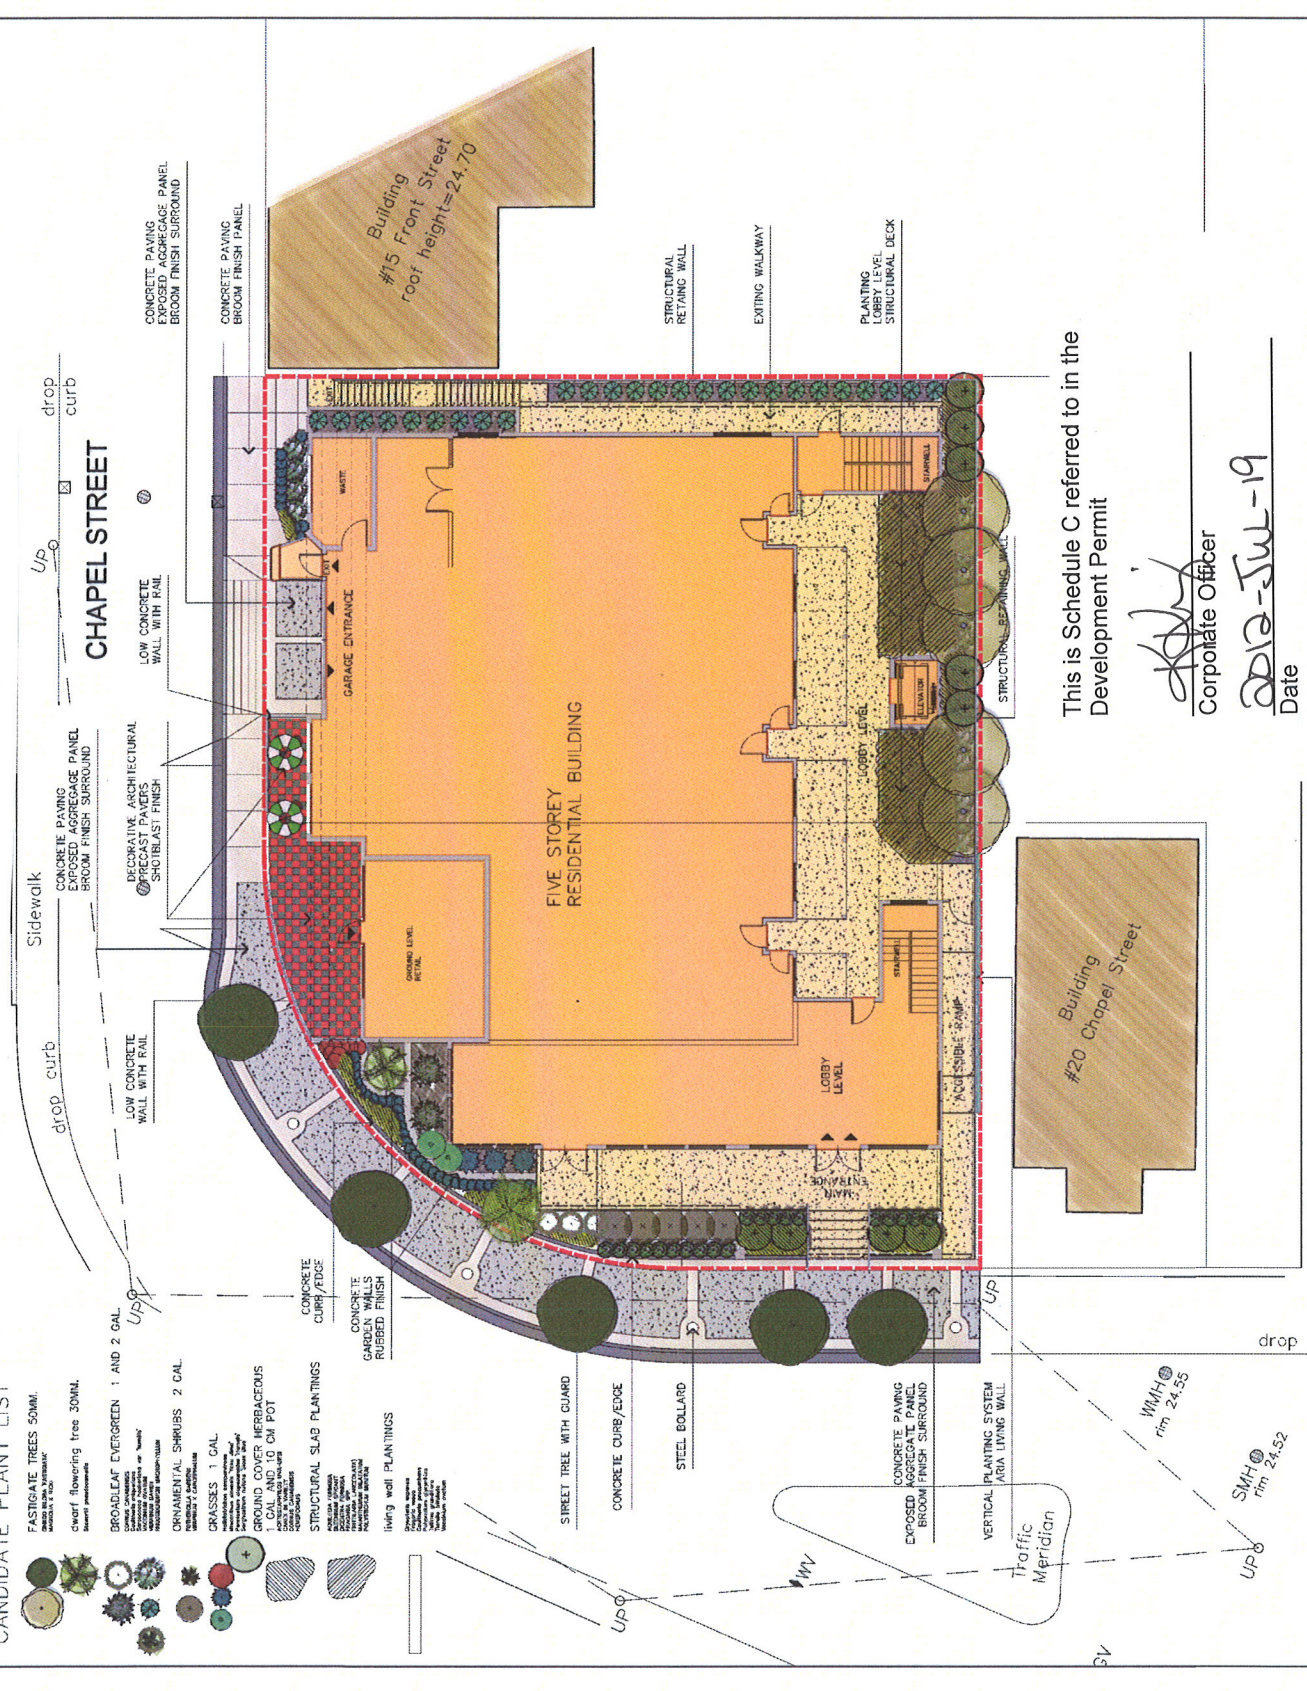 CANDIDATE PLANT LIST
FASTIGIATE TREES 50MM.
dwarf flowering tree 30MM.
BROADLEAF EVERGREEN 1 AND 2 GAL.
ORNAMENTAL SHRUBS 2 GAL.
GRASSES 1 GAL.
GROUND COVER HERBACEOUS
1 GAL AND 10 CM POT
STRUCTURAL SLAB PLANTINGS
living wall PLANTINGS
Sidewalk
drop curb
drop
curb
UP
CHAPEL STREET
CONCRETE PAVING
EXPOSED AGGREGAGE PANEL
BROOM FINISH SURROUND
DECORATIVE ARCHITECTURAL
PRECAST PAVERS
SHOTBLAST FINISH
LOW CONCRETE
WALL WITH RAIL
LOW CONCRETE
WALL WITH RAIL
CONCRETE PAVING
EXPOSED AGGREGAGE PANEL
BROOM FINISH SURROUND
CONCRETE PAVING
BROOM FINISH PANEL
Building
#15 Front Street
roof height=24.70
UP
CONCRETE
CURB/EDGE
CONCRETE
GARDEN WALLS
RUBBED FINISH
EXIT
WASTE
EXIT
GARAGE ENTRANCE
GROUND LEVEL
RETAIL
FIVE STOREY
RESIDENTIAL BUILDING
LOBBY
LEVEL
MAIN
ENTRANCE
LOBBY LEVEL
STAIRWELL
STAIRWELL
ELEVATOR
ACCESSIBLE RAMP
STRUCTURAL
RETAING WALL
EXITING WALKWAY
PLANTING
LOBBY LEVEL
STRUCTURAL DECK
STRUCTURAL RETAINING WALL
STREET TREE WITH GUARD
CONCRETE CURB/EDGE
STEEL BOLLARD
CONCRETE PAVING
EXPOSED AGGREGATE PANEL
BROOM FINISH SURROUND
VERTICAL PLANTING SYSTEM
ARIA LIVING WALL
UP
UP
WV
Traffic
Meridian
GV
UP
SMH
rim 24.52
WMH
rim 24.55
drop
Building
#20 Chapel Street
This is Schedule C referred to in the
Development Permit
Corporate Officer
2012-JUL-19
Date